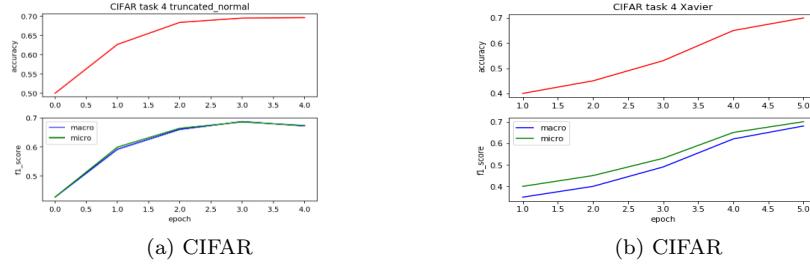 CIFAR task 4 truncated_normal
accuracy
0.70
0.65
0.60
0.55
0.50
0.0 0.5 1.0 1.5 2.0 2.5 3.0 3.5 4.0
f1_score
0.7
0.6
0.5
macro
micro
0.0 0.5 1.0 1.5 2.0 2.5 3.0 3.5 4.0
epoch
(a) CIFAR
CIFAR task 4 Xavier
accuracy
0.7
0.6
0.5
0.4
1.0 1.5 2.0 2.5 3.0 3.5 4.0 4.5 5.0
f1_score
0.7
0.6
0.5
0.4
macro
micro
1.0 1.5 2.0 2.5 3.0 3.5 4.0 4.5 5.0
epoch
(b) CIFAR